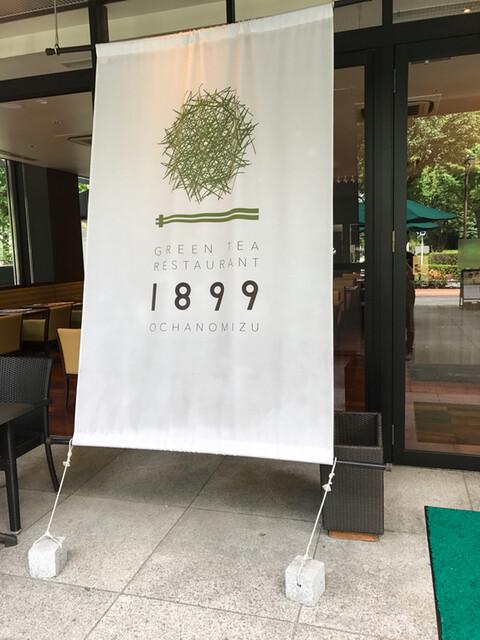 GREEN TEA
RESTAURANT
1899
OCHANOMIZU